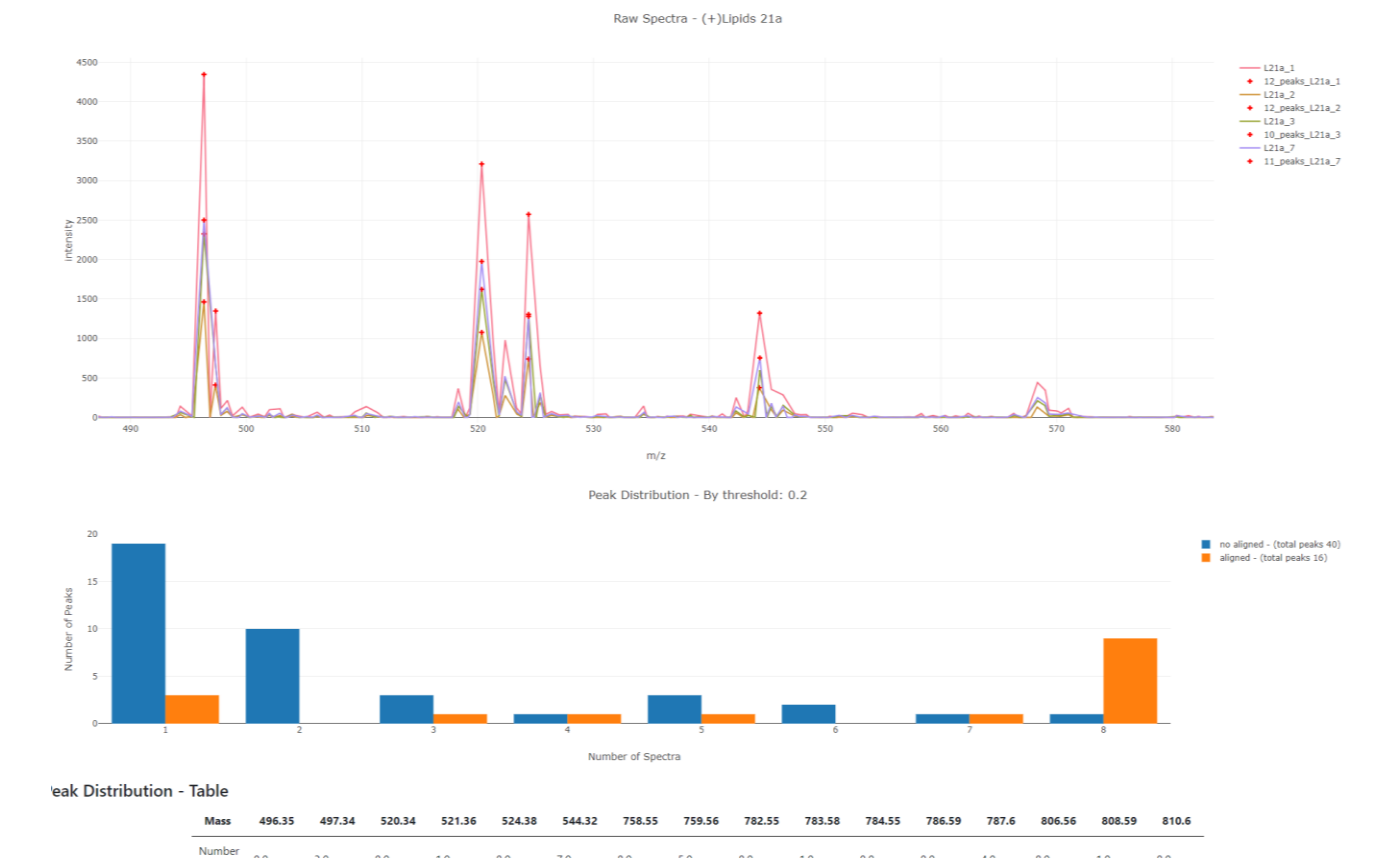 Raw Spectra - (+)Lipids 21a
4500
4000
3500
3000
2500
2000
1500
1000
500
0
intensity
490
500
510
520
530
540
550
560
570
580
m/z
L21a_1
12_peaks_L21a_1
L21a_2
12_peaks_L21a_2
L21a_3
10_peaks_L21a_3
L21a_7
11_peaks_L21a_7
Peak Distribution - By threshold: 0.2
20
15
10
5
0
Number of Peaks
1
2
3
4
5
6
7
8
Number of Spectra
no aligned - (total peaks 40)
aligned - (total peaks 16)
eak Distribution - Table
Mass 496.35 497.34 520.34 521.36 524.38 544.32 758.55 759.56 782.55 783.58 784.55 786.59 787.6 806.56 808.59 810.6
Number